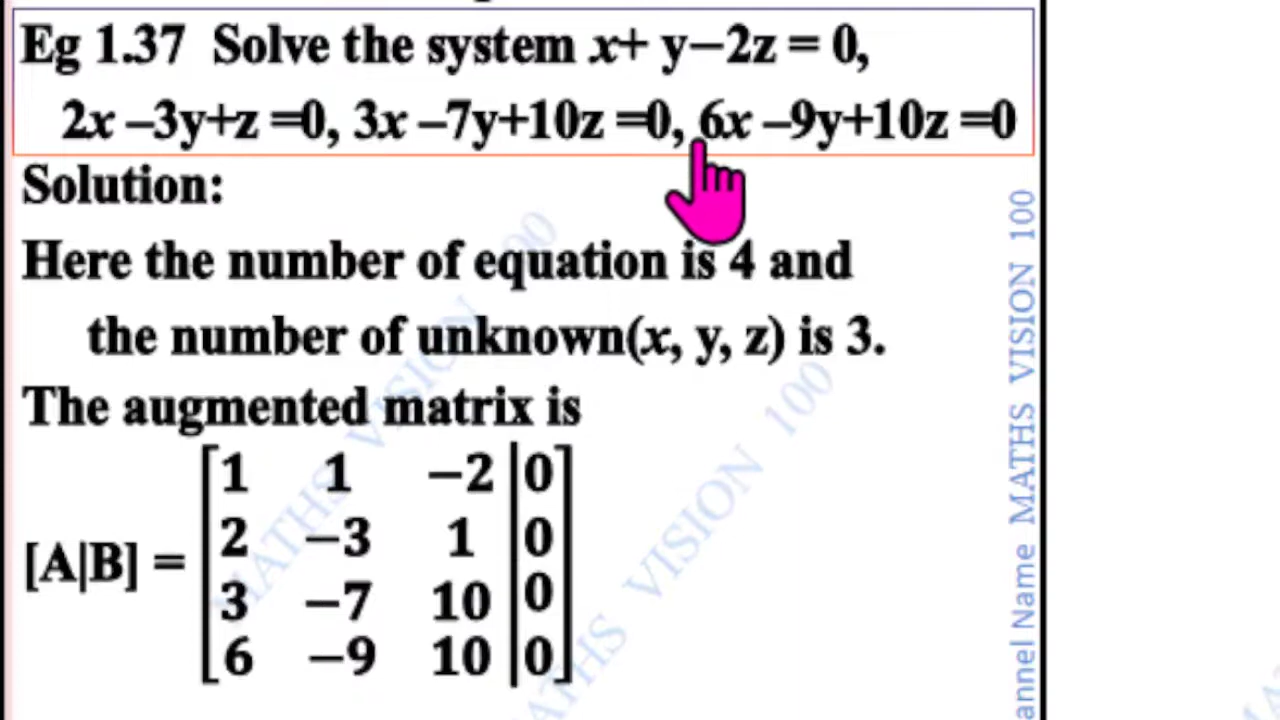 Eg 1.37 Solve the system x+ y−2z = 0,
2x −3y+z =0, 3x −7y+10z =0, 6x −9y+10z =0
Solution:
Here the number of equation is 4 and
the number of unknown(x, y, z) is 3.
The augmented matrix is
[A|B] =
1 1 −2 | 0
2 −3 1 | 0
3 −7 10 | 0
6 −9 10 | 0
MATHS VISION 100
MATHS VISION 100
annel Name MATHS VISION 100